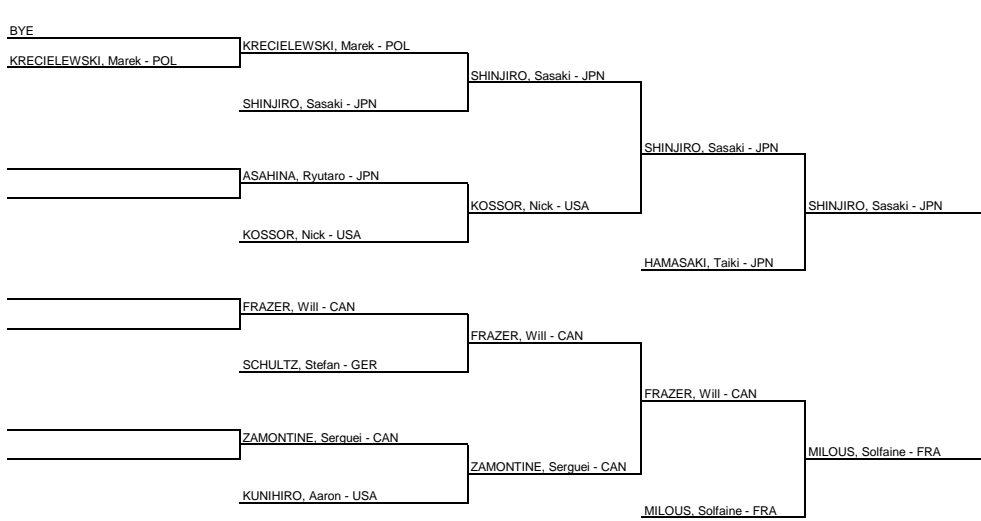 BYE
KRECIELEWSKI, Marek - POL
KRECIELEWSKI, Marek - POL
SHINJIRO, Sasaki - JPN
SHINJIRO, Sasaki - JPN
SHINJIRO, Sasaki - JPN
ASAHINA, Ryutaro - JPN
KOSSOR, Nick - USA
SHINJIRO, Sasaki - JPN
KOSSOR, Nick - USA
HAMASAKI, Taiki - JPN
FRAZER, Will - CAN
FRAZER, Will - CAN
SCHULTZ, Stefan - GER
FRAZER, Will - CAN
ZAMONTINE, Serguei - CAN
MILOUS, Solfaine - FRA
ZAMONTINE, Serguei - CAN
KUNIHIRO, Aaron - USA
MILOUS, Solfaine - FRA